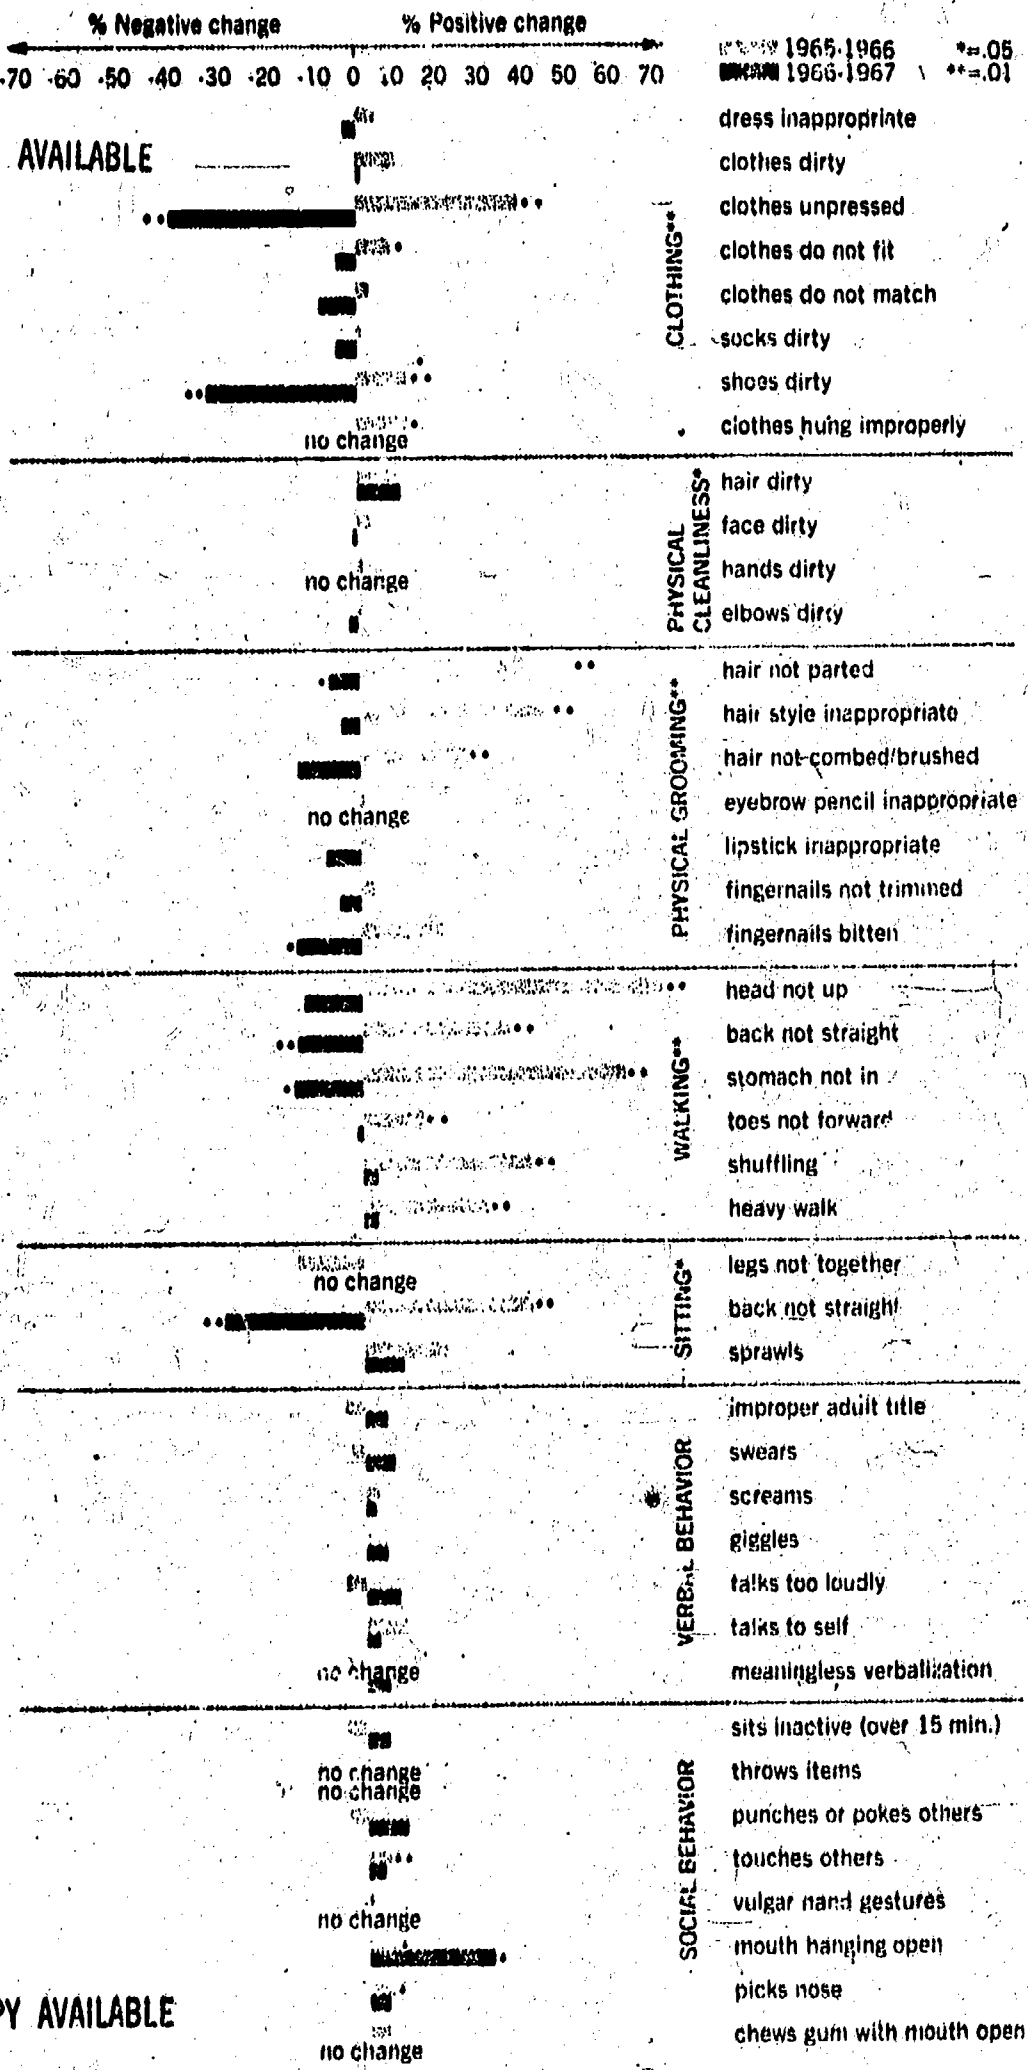 % Negative change % Positive change
-70 -60 -50 -40 -30 -20 -10 0 10 20 30 40 50 60 70
1965-1966 *=.05
1966-1967 **=.01
AVAILABLE
CLOTHING**
dress inappropriate
clothes dirty
clothes unpressed
clothes do not fit
clothes do not match
socks dirty
shoes dirty
clothes hung improperly
no change
PHYSICAL CLEANLINESS*
hair dirty
face dirty
hands dirty
no change
elbows dirty
PHYSICAL GROOMING**
hair not parted
hair style inappropriate
hair not combed/brushed
eyebrow pencil inappropriate
no change
lipstick inappropriate
fingernails not trimmed
fingernails bitten
WALKING**
head not up
back not straight
stomach not in
toes not forward
shuffling
heavy walk
SITTING*
legs not together
no change
back not straight
sprawls
VERBAL BEHAVIOR
improper adult title
swears
screams
giggles
talks too loudly
talks to self
no change meaningless verbalization
SOCIAL BEHAVIOR
sits inactive (over 15 min.)
no change throws items
no change
punches or pokes others
touches others
vulgar hand gestures
no change
mouth hanging open
picks nose
chews gum with mouth open
no change
PY AVAILABLE